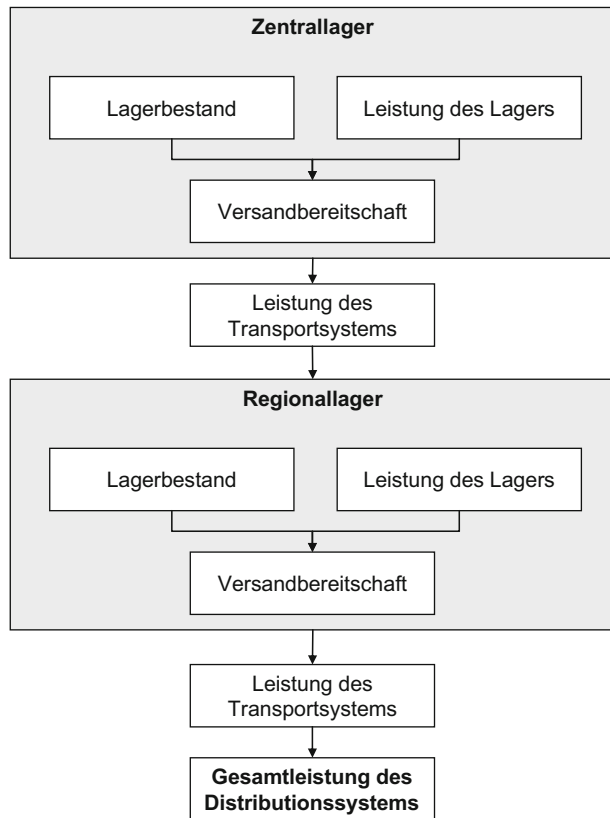 Zentrallager
Lagerbestand
Leistung des Lagers
Versandbereitschaft
Leistung des
Transportsystems
Regionallager
Lagerbestand
Leistung des Lagers
Versandbereitschaft
Leistung des
Transportsystems
Gesamtleistung des
Distributionssystems